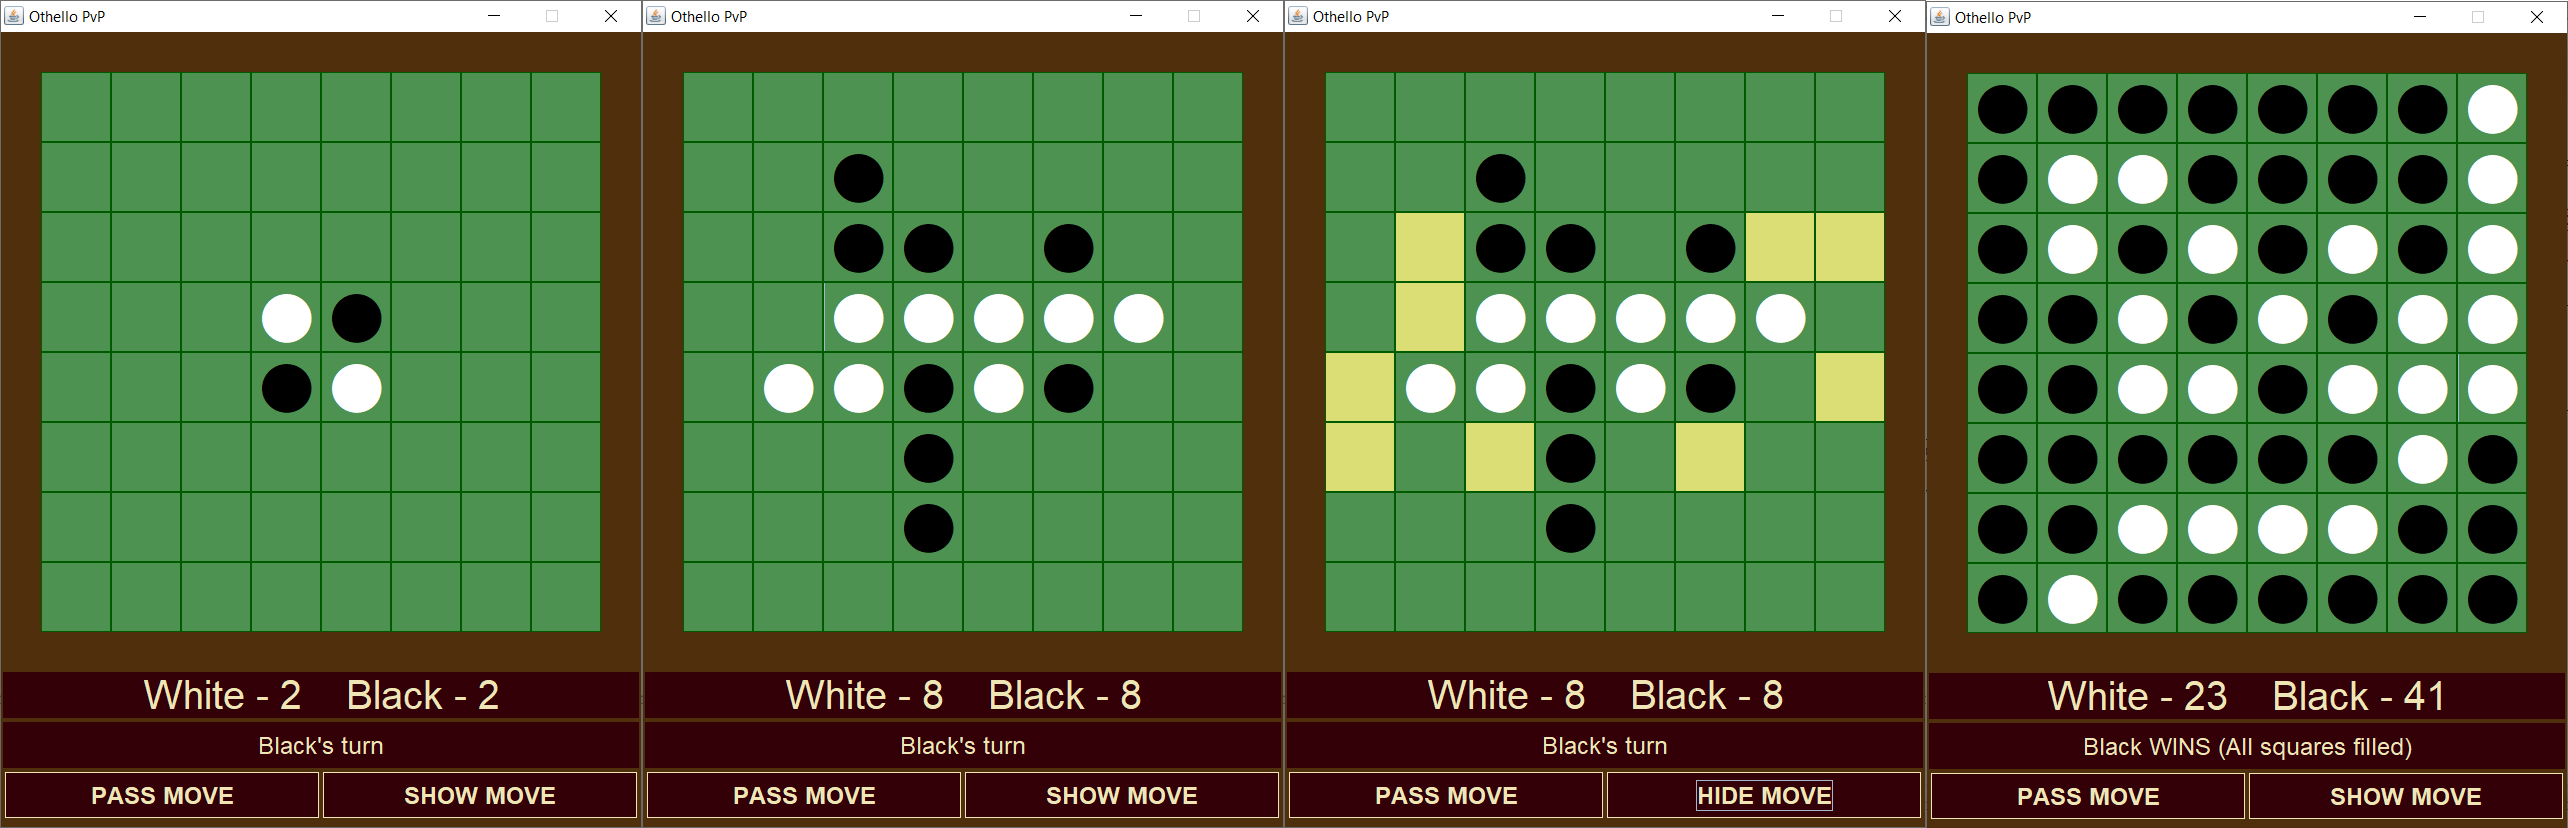 Othello PvP
White - 2 Black - 2
Black's turn
PASS MOVE SHOW MOVE
Othello PvP
White - 8 Black - 8
Black's turn
PASS MOVE SHOW MOVE
Othello PvP
White - 8 Black - 8
Black's turn
PASS MOVE HIDE MOVE
Othello PvP
White - 23 Black - 41
Black WINS (All squares filled)
PASS MOVE SHOW MOVE